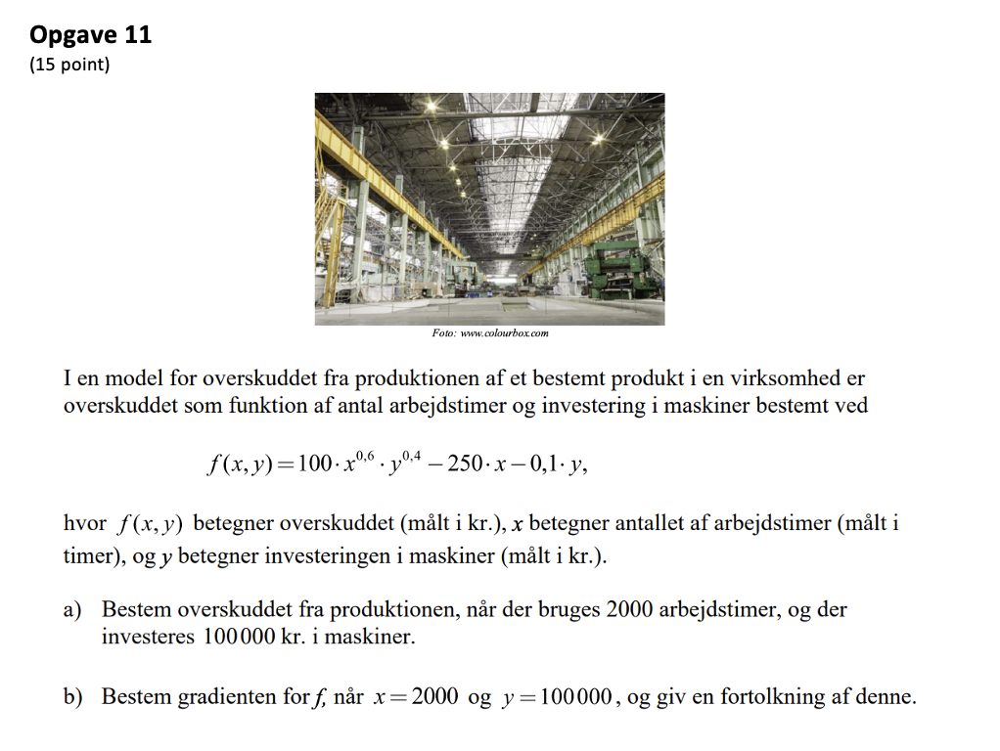 Opgave 11
(15 point)
Foto: www.colourbox.com
I en model for overskuddet fra produktionen af et bestemt produkt i en virksomhed er
overskuddet som funktion af antal arbejdstimer og investering i maskiner bestemt ved
f(x, y) = 100 · x^0,6 · y^0,4 − 250 · x − 0,1 · y,
hvor f(x, y) betegner overskuddet (målt i kr.), x betegner antallet af arbejdstimer (målt i
timer), og y betegner investeringen i maskiner (målt i kr.).
a) Bestem overskuddet fra produktionen, når der bruges 2000 arbejdstimer, og der
investeres 100 000 kr. i maskiner.
b) Bestem gradienten for f, når x = 2000 og y = 100 000, og giv en fortolkning af denne.